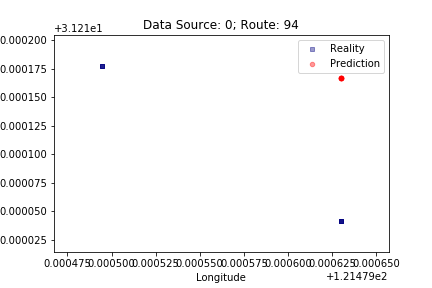 Data Source: 0; Route: 94
+3.121e1
0.000200
0.000175
0.000150
0.000125
0.000100
0.000075
0.000050
0.000025
Reality
Prediction
0.000475 0.000500 0.000525 0.000550 0.000575 0.000600 0.000625 0.000650
Longitude
+1.21479e2